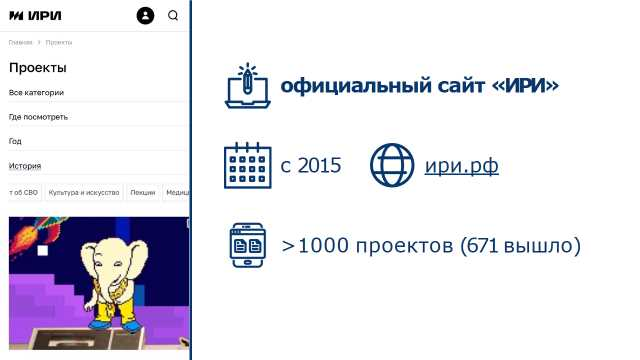 ИРИ
Главная > Проекты
Проекты
Все категории
Где посмотреть
Год
История
т об СВО
Культура и искусство
Лекции
Медиц
официальный сайт «ИРИ»
с 2015
ири.рф
>1000 проектов (671 вышло)